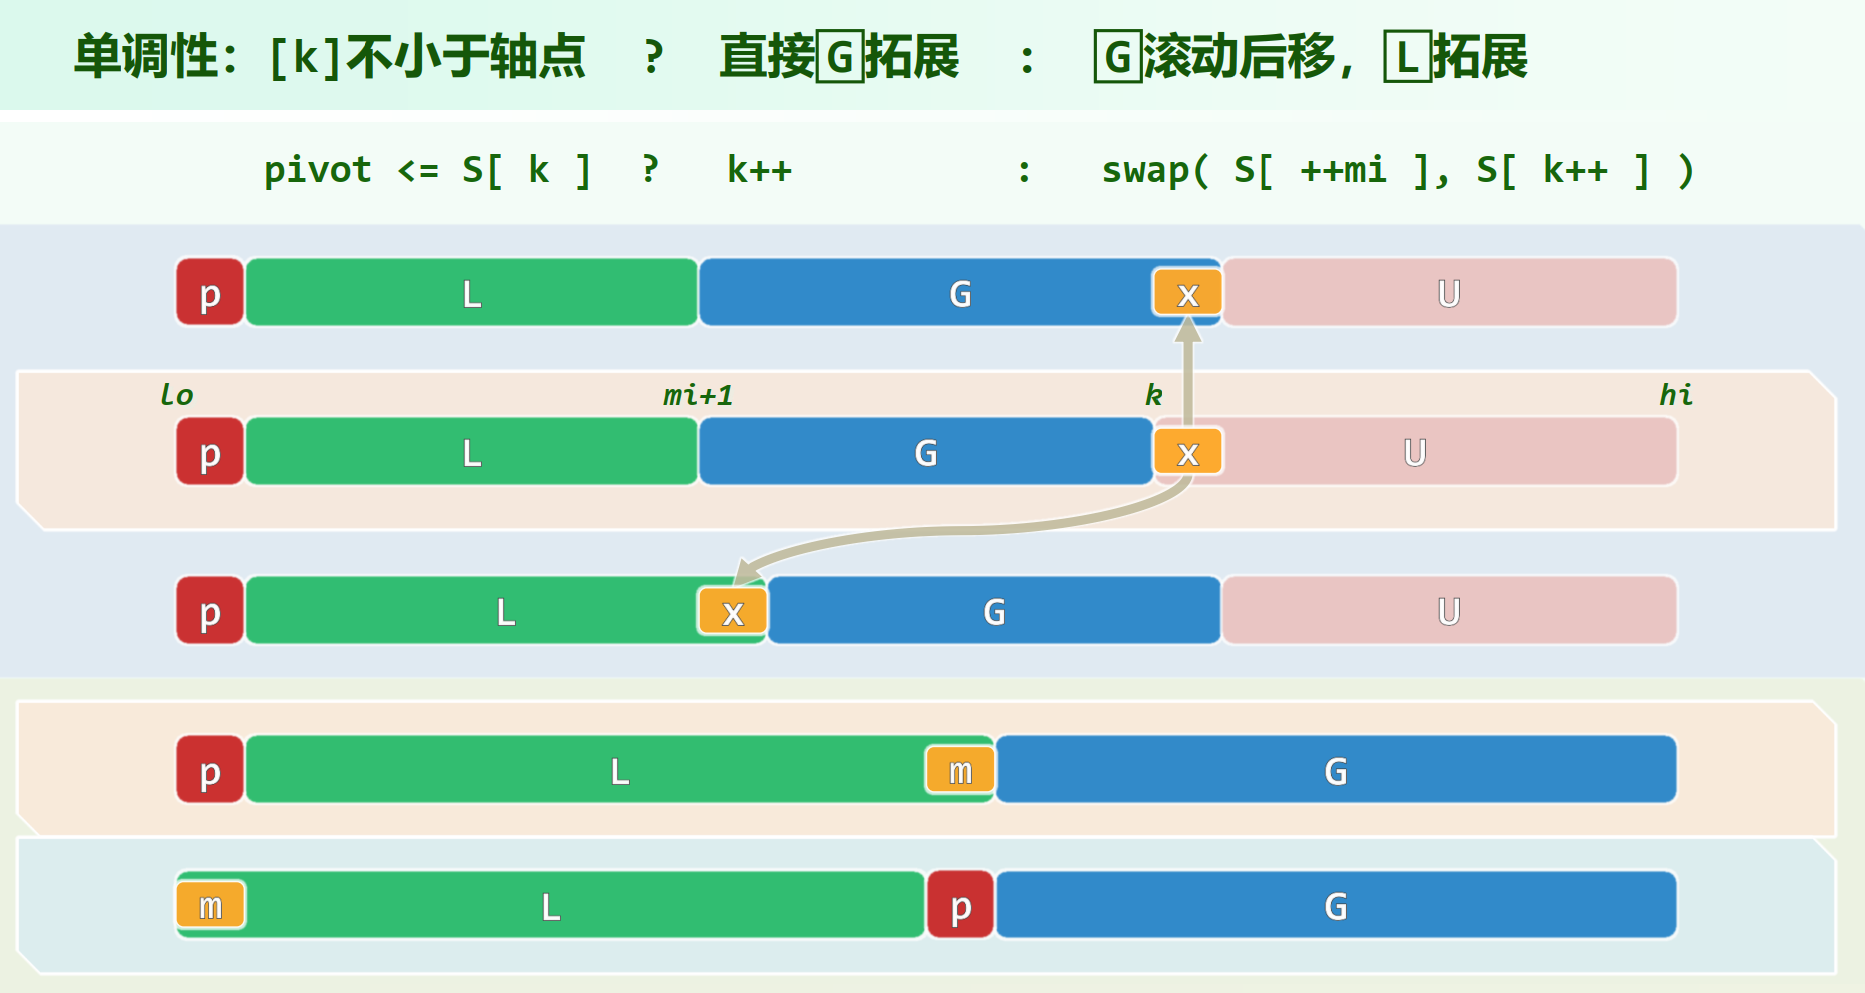 单调性：[k]不小于轴点 ? 直接G拓展 : G滚动后移，L拓展
pivot <= S[ k ] ? k++ : swap( S[ ++mi ], S[ k++ ] )
p L G x U
lo mi+1 k hi
p L G x U
p L x G U
p L m G
m L p G